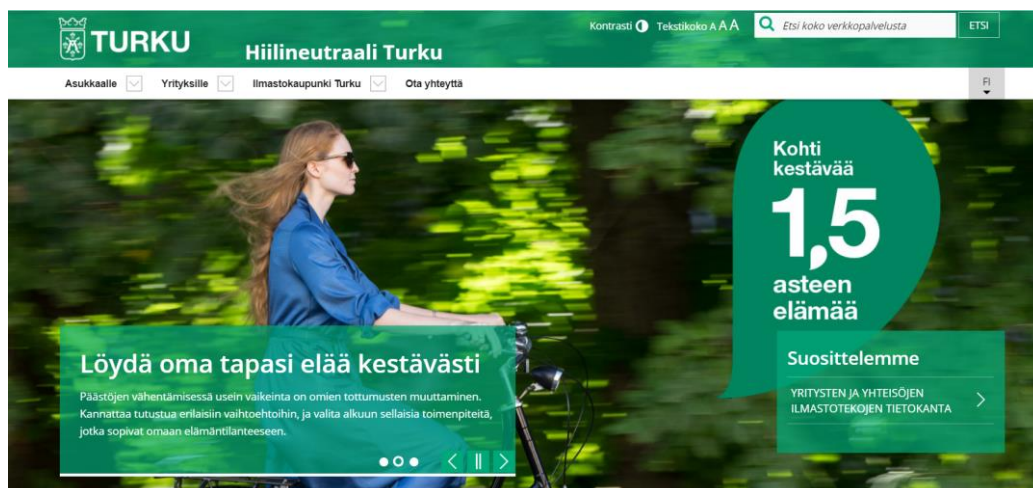 TURKU
Hiilineutraali Turku
Kontrasti Tekstikoko A A A
Etsi koko verkkopalvelusta
ETSI
Asukkaalle Yrityksille Ilmastokaupunki Turku Ota yhteyttä
FI
Kohti
kestävää
1,5
asteen
elämää
Löydä oma tapasi elää kestävästi
Päästöjen vähentämisessä usein vaikeinta on omien tottumusten muuttaminen.
Kannattaa tutustua erilaisiin vaihtoehtoihin, ja valita alkuun sellaisia toimenpiteitä,
jotka sopivat omaan elämäntilanteeseen.
Suosittelemme
YRITYSTEN JA YHTEISÖJEN
ILMASTOTEKOJEN TIETOKANTA